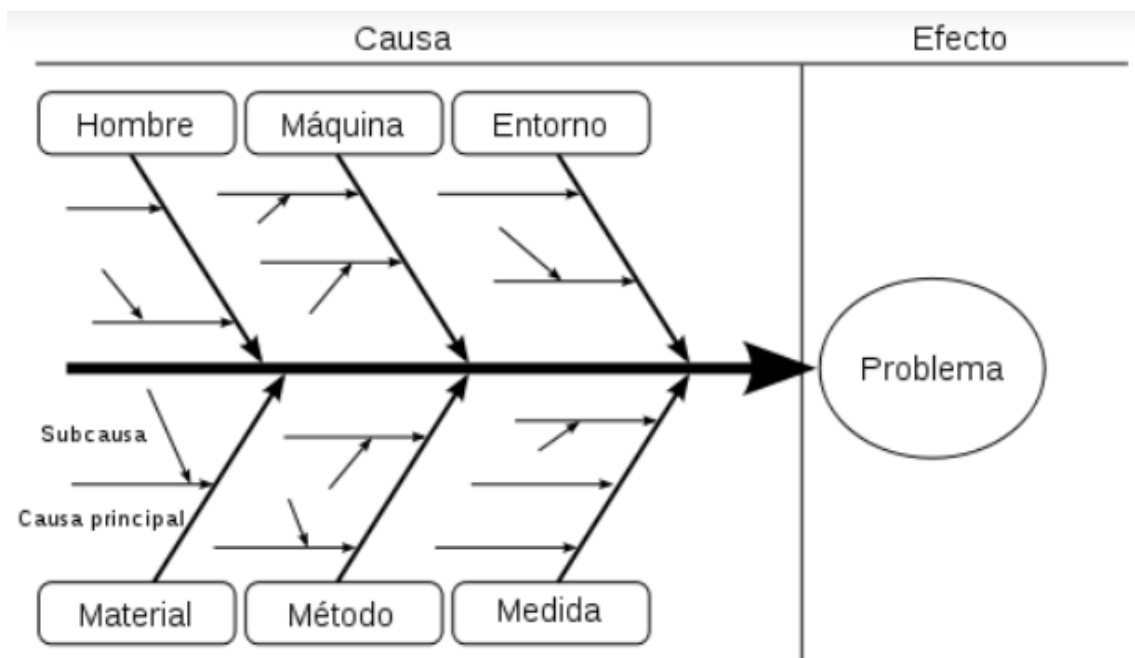 Causa
Efecto
Hombre
Máquina
Entorno
Problema
Subcausa
Causa principal
Material
Método
Medida